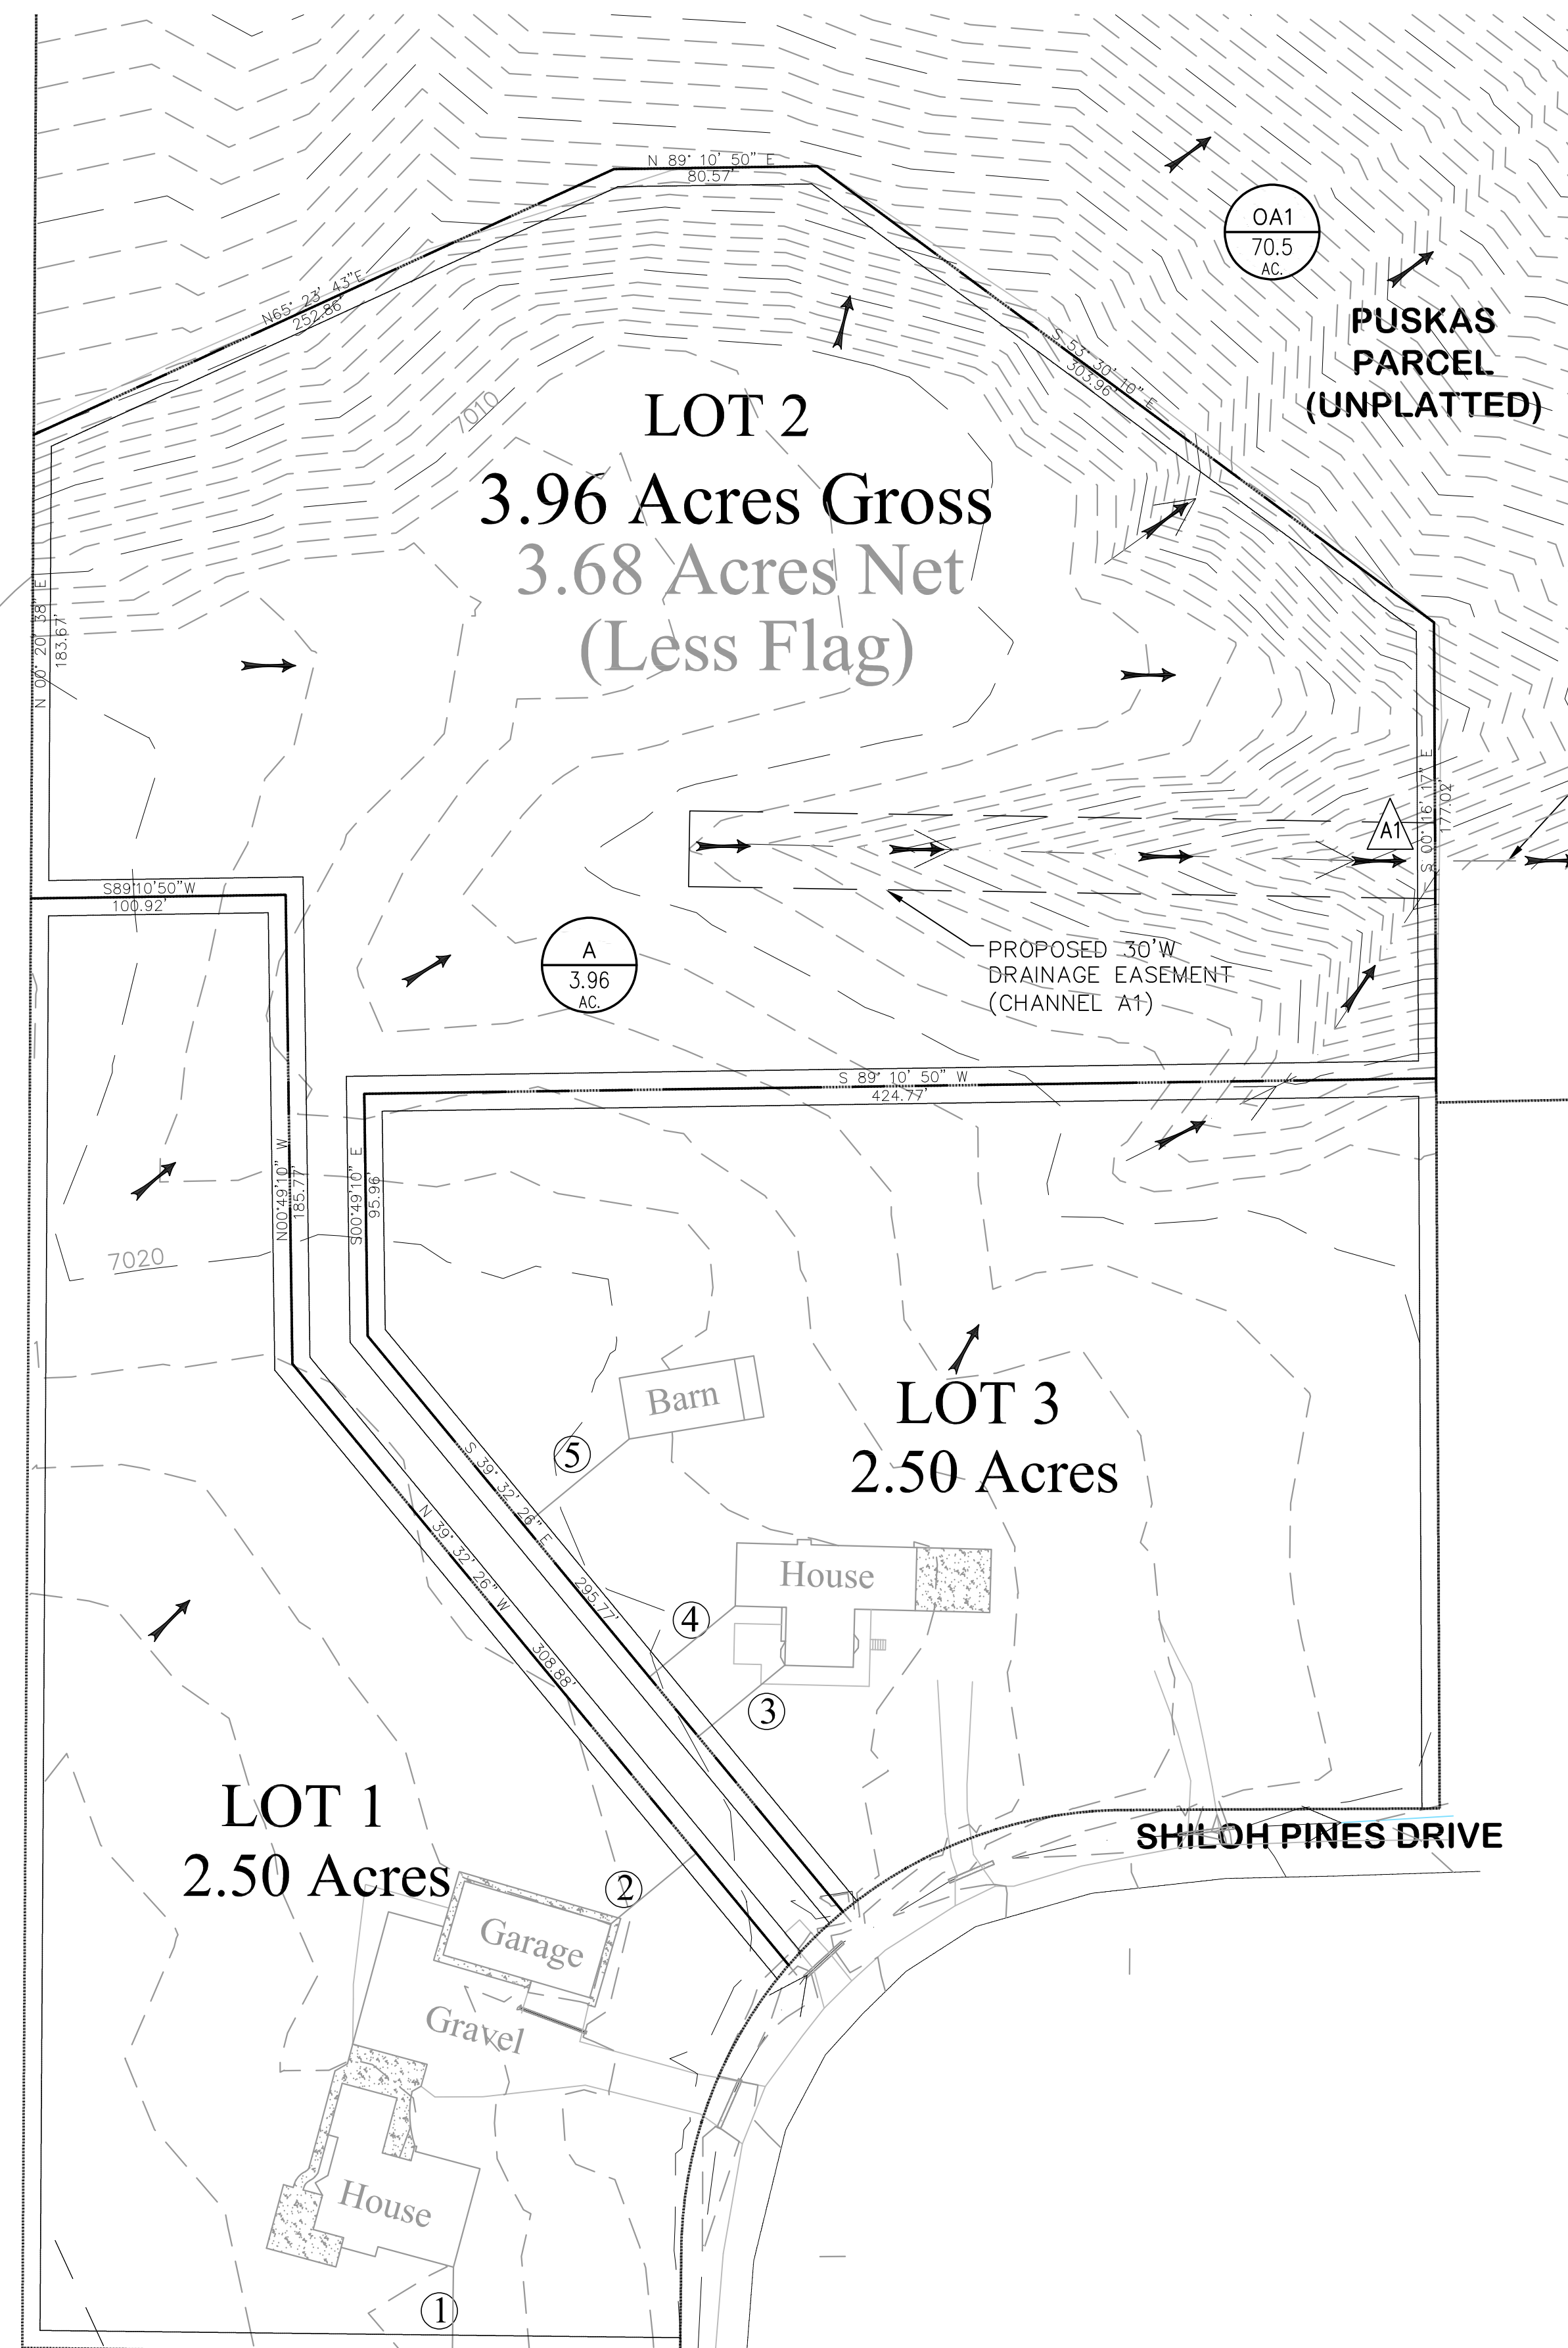 N 89° 10' 50" E
80.57'
OA1
70.5
AC.
N65° 23' 43"E
252.86'
PUSKAS
PARCEL
(UNPLATTED)
S 53° 30' 10" E
303.96'
7010
LOT 2
3.96 Acres Gross
3.68 Acres Net
(Less Flag)
N 00° 20' 38" E
183.67'
S 00° 16' 17" E
177.02'
A1
S89°10'50"W
100.92'
A
3.96
AC.
PROPOSED 30'W
DRAINAGE EASEMENT
(CHANNEL A1)
S 89° 10' 50" W
424.77'
N00°49'10" W
185.77'
S00°49'10" E
95.96'
7020
Barn
LOT 3
2.50 Acres
5
S 39° 32' 26" E
295.77'
N 39° 32' 26" W
308.88'
House
4
3
LOT 1
2.50 Acres
SHILOH PINES DRIVE
2
Garage
Gravel
House
1